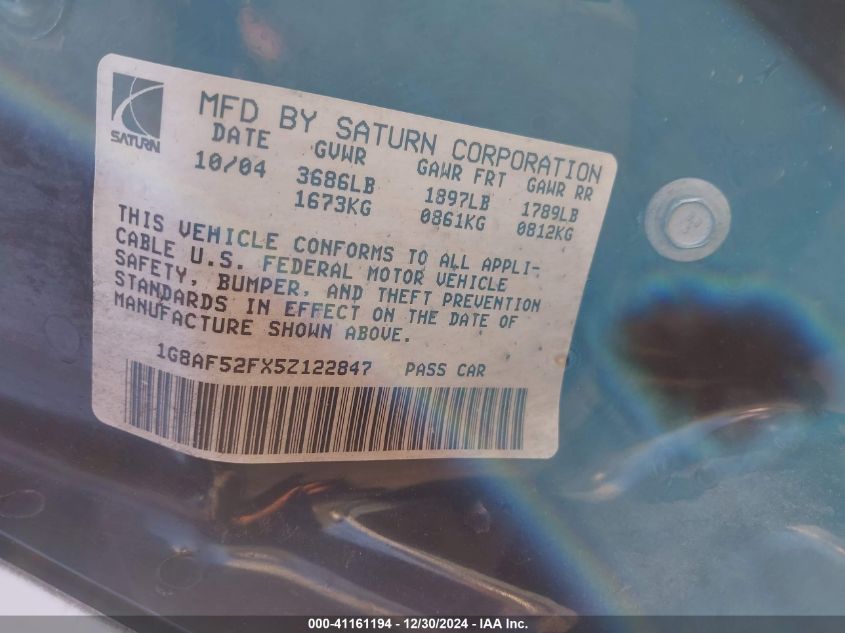 SATURN
MFD BY SATURN CORPORATION
DATE GVWR GAWR FRT GAWR RR
10/04 3686LB 1897LB 1789LB
1673KG 0861KG 0812KG
THIS VEHICLE CONFORMS TO ALL APPLI-
CABLE U.S. FEDERAL MOTOR VEHICLE
SAFETY, BUMPER, AND THEFT PREVENTION
STANDARDS IN EFFECT ON THE DATE OF
MANUFACTURE SHOWN ABOVE.
1G8AF52FX5Z122847 PASS CAR
000-41161194 - 12/30/2024 - IAA Inc.